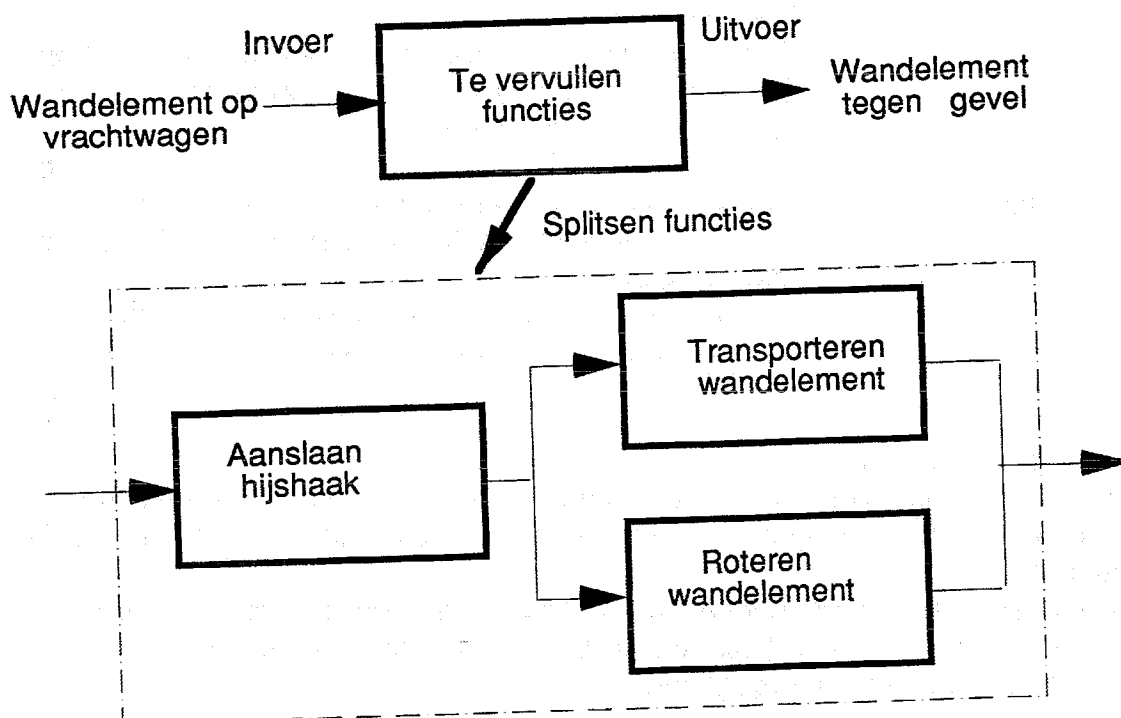 Invoer
Uitvoer
Wandelement op
vrachtwagen
Te vervullen
functies
Wandelement
tegen gevel
Splitsen functies
Aanslaan
hijshaak
Transporteren
wandelement
Roteren
wandelement